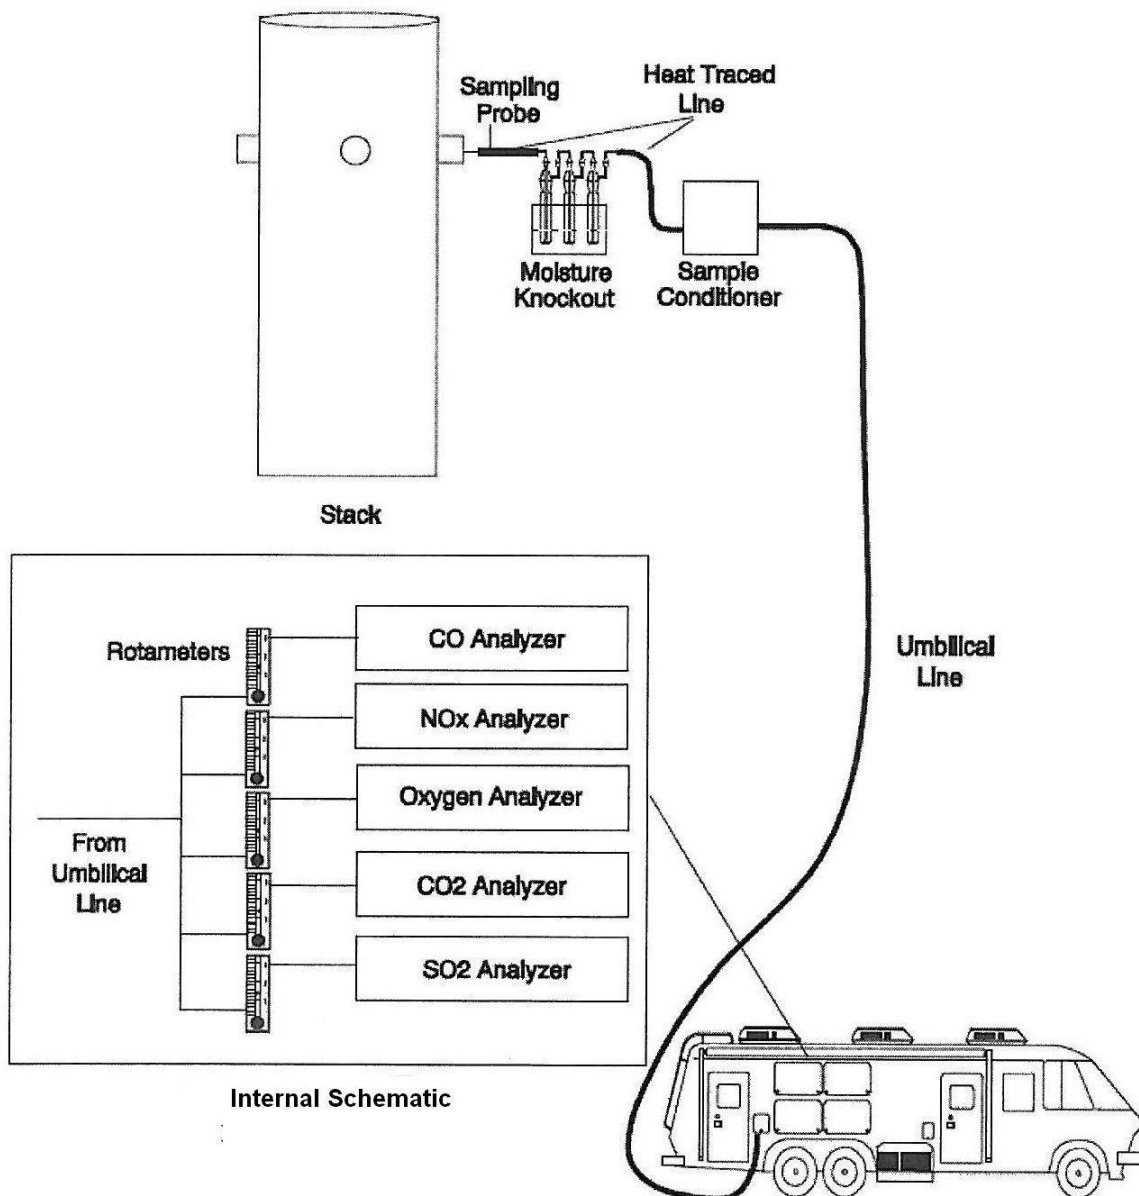 Sampling
Probe
Heat Traced
Line
Moisture
Knockout
Sample
Conditioner
Stack
Umbilical
Line
Rotameters
CO Analyzer
NOx Analyzer
Oxygen Analyzer
From
Umbilical
Line
CO2 Analyzer
SO2 Analyzer
Internal Schematic